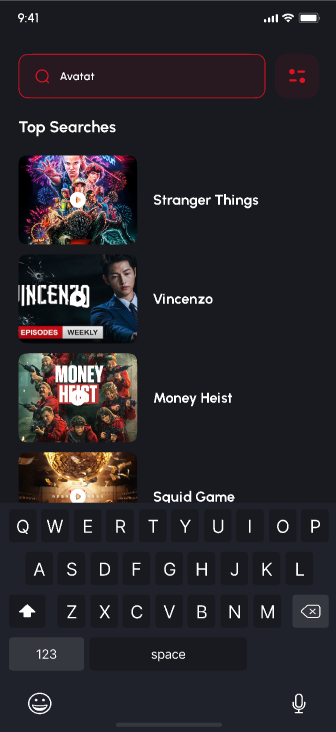 9:41
Avatat
Top Searches
Stranger Things
VINCENZO
EPISODES WEEKLY
Vincenzo
MONEY
HEIST
Money Heist
Squid Game
Q W E R T Y U I O P
A S D F G H J K L
Z X C V B N M
123 space